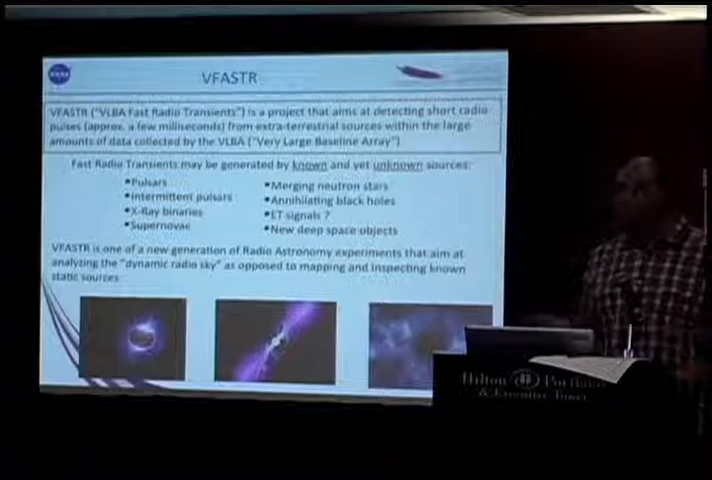 NASA
VFASTR
VFASTR ("VLBA Fast Radio Transients") is a project that aims at detecting short radio
pulses (approx. a few miliseconds) from extra-terrestrial sources within the large
amounts of data collected by the VLBA ("Very Large Baseline Array")
Fast Radio Transients may be generated by known and yet unknown sources:
•Pulsars
•Intermittent pulsars
•X-Ray binaries
•Supernovae
•Merging neutron stars
•Annihilating black holes
•ET signals ?
•New deep space objects
VFASTR is one of a new generation of Radio Astronomy experiments that aim at
analyzing the "dynamic radio sky" as opposed to mapping and inspecting known
static sources
Hilton Portland
& Executive Tower